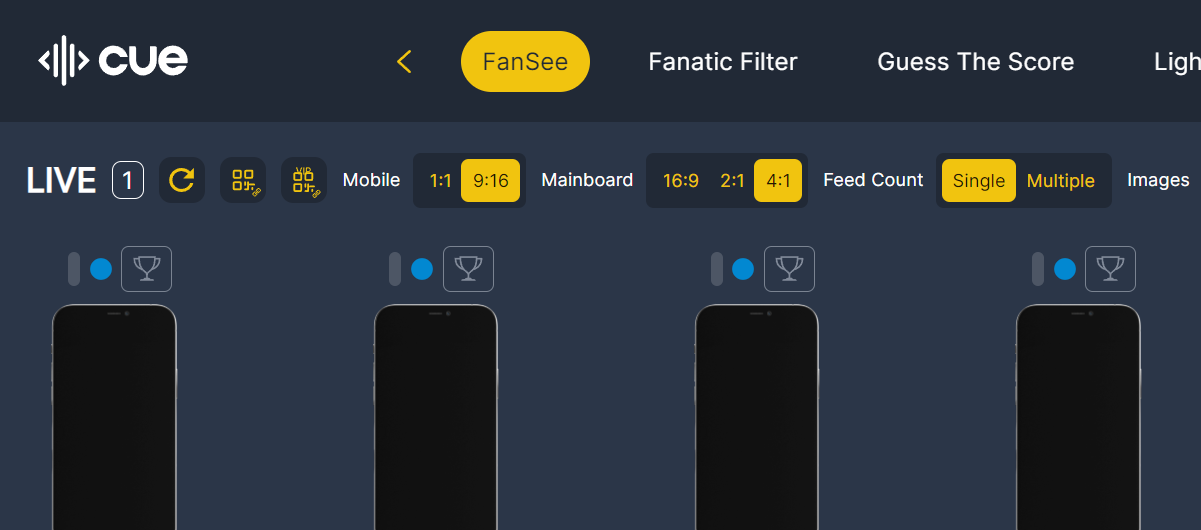 cue
FanSee Fanatic Filter Guess The Score Ligh
LIVE 1 VIP Mobile 1:1 9:16 Mainboard 16:9 2:1 4:1 Feed Count Single Multiple Images